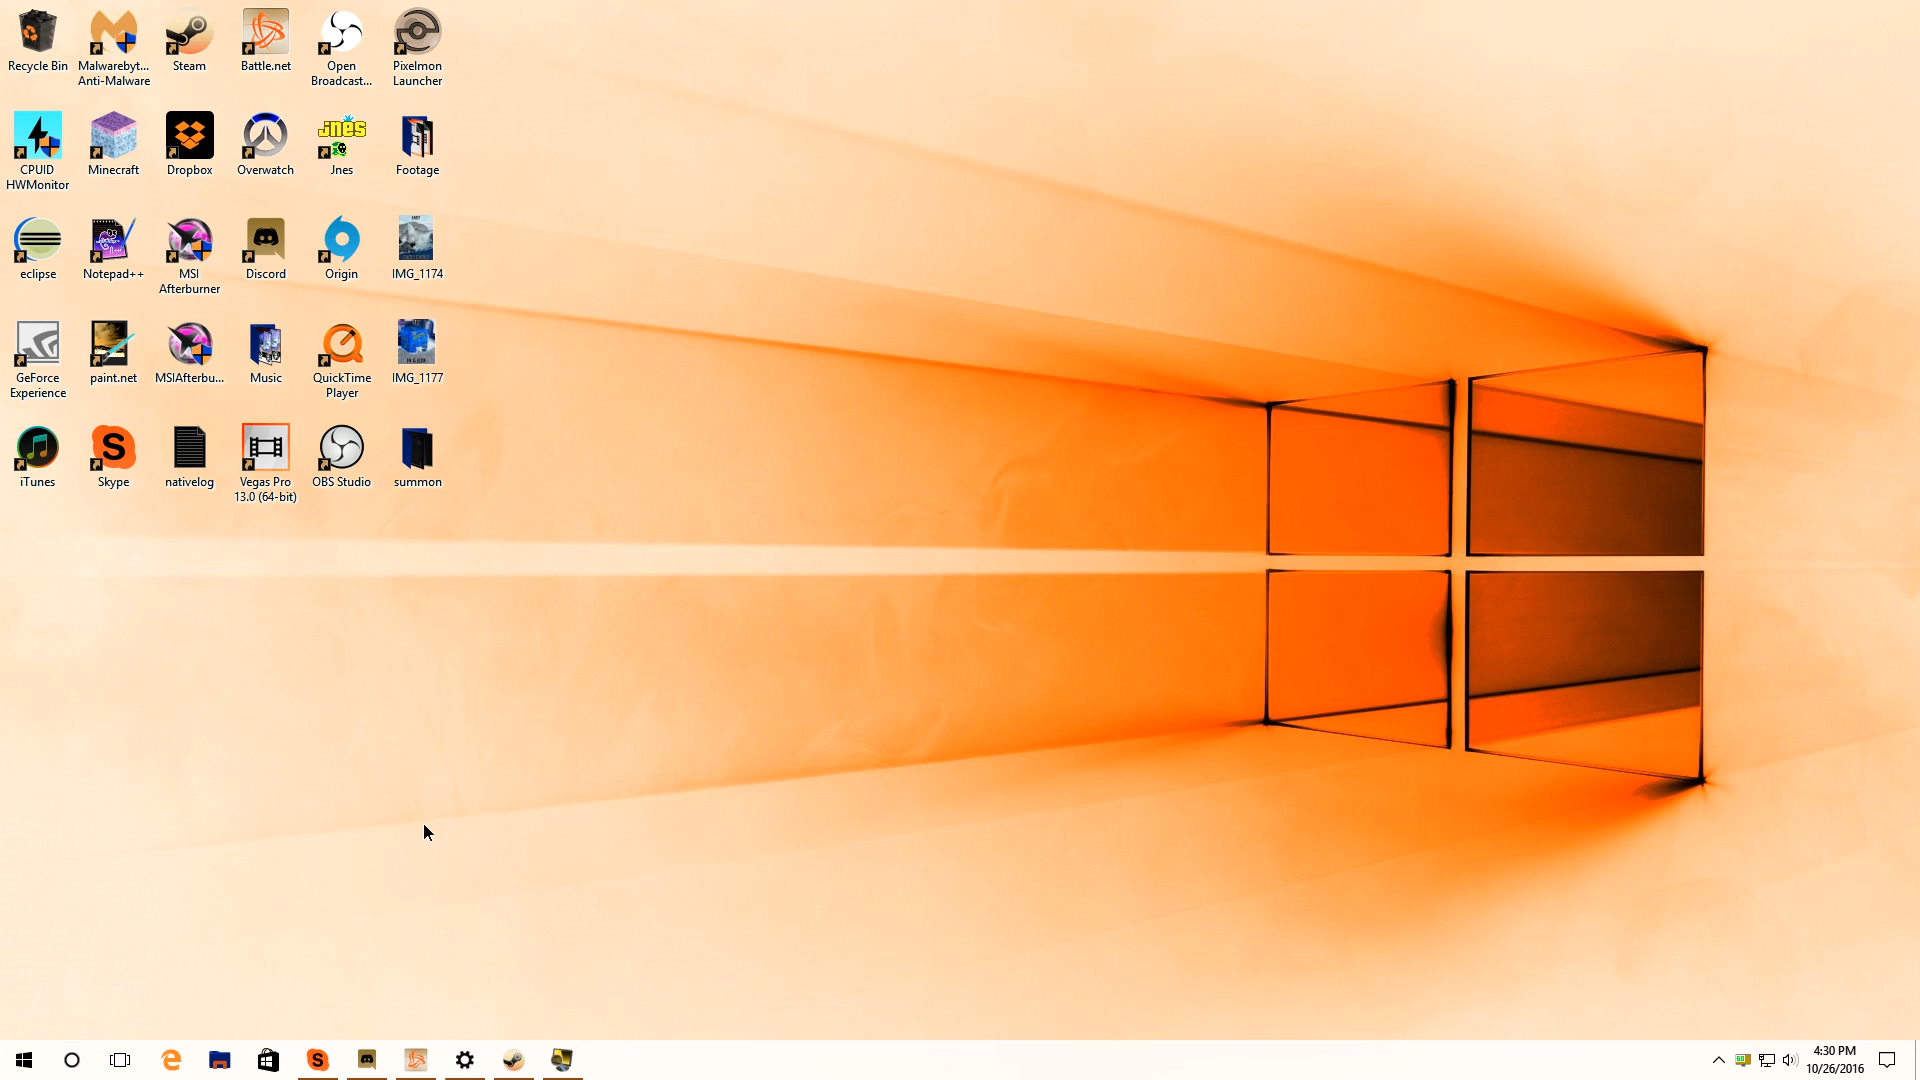 Recycle Bin
Malwarebyt...
Anti-Malware
Steam
Battle.net
Open
Broadcast...
Pixelmon
Launcher
CPUID
HWMonitor
Minecraft
Dropbox
Overwatch
Jnes
Jnes
Footage
eclipse
Notepad++
MSI
Afterburner
Discord
Origin
IMG_1174
GeForce
Experience
paint.net
MSIAfterbu...
Music
QuickTime
Player
IMG_1177
iTunes
Skype
nativelog
Vegas Pro
13.0 (64-bit)
OBS Studio
summon
4:30 PM
10/26/2016